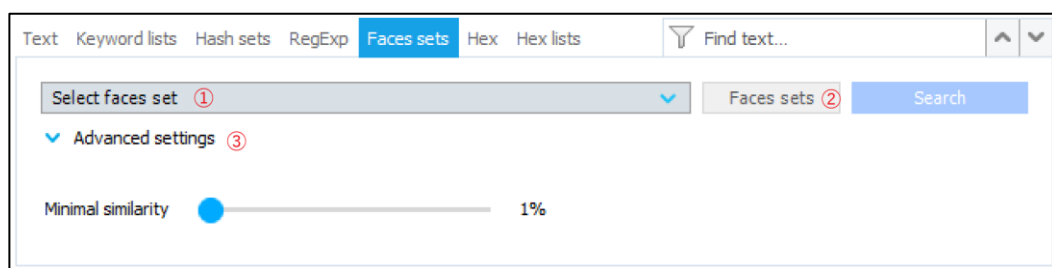 Text Keyword lists Hash sets RegExp Faces sets Hex Hex lists Find text...
Select faces set ① Faces sets ② Search
Advanced settings ③
Minimal similarity 1%